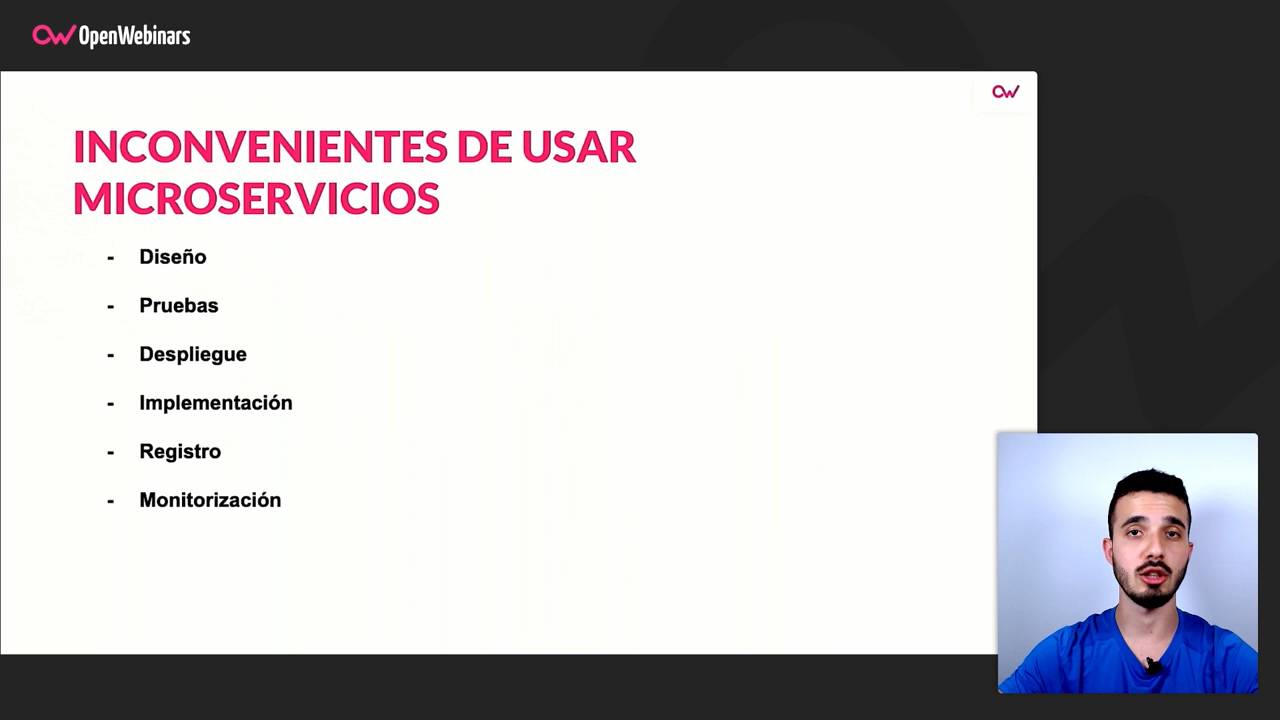 OpenWebinars
INCONVENIENTES DE USAR
MICROSERVICIOS
- Diseño
- Pruebas
- Despliegue
- Implementación
- Registro
- Monitorización